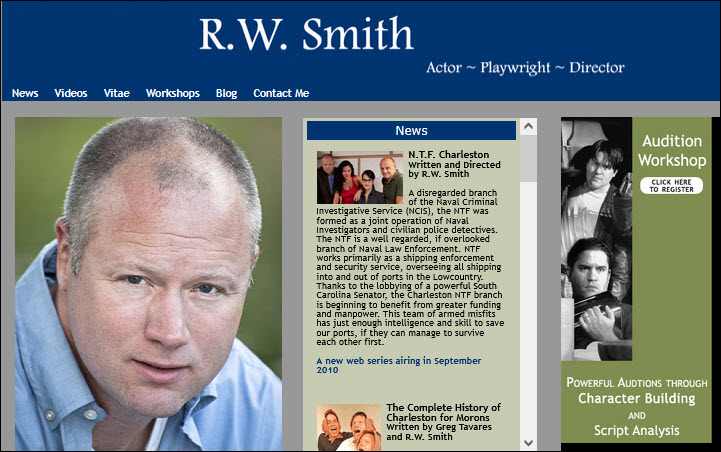 R.W. Smith
Actor ~ Playwright ~ Director
News Videos Vitae Workshops Blog Contact Me
News
N.T.F. Charleston
Written and Directed
by R.W. Smith
A disregarded branch
of the Naval Criminal
Investigative Service (NCIS), the NTF was
formed as a joint operation of Naval
Investigators and civilian police detectives.
The NTF is a well regarded, if overlooked
branch of Naval Law Enforcement. NTF
works primarily as a shipping enforcement
and security service, overseeing all shipping
into and out of ports in the Lowcountry.
Thanks to the lobbying of a powerful South
Carolina Senator, the Charleston NTF branch
is beginning to benefit from greater funding
and manpower. This team of armed misfits
has just enough intelligence and skill to save
our ports, if they can manage to survive
each other first.
A new web series airing in September
2010
The Complete History of
Charleston for Morons
Written by Greg Tavares
and R.W. Smith
Audition
Workshop
CLICK HERE
TO REGISTER
POWERFUL AUDTIONS THROUGH
Character Building
AND
Script Analysis